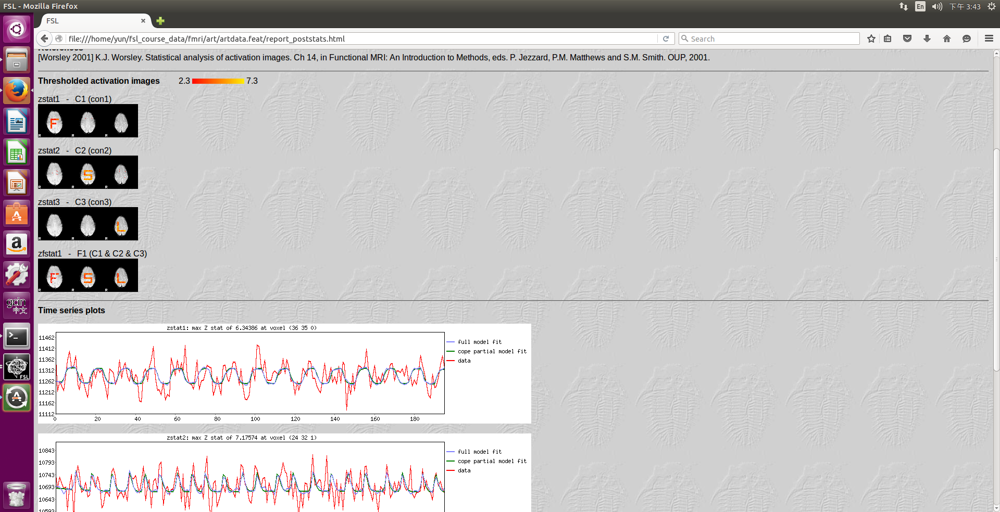 FSL - Mozilla Firefox
En
下午 3:43
FSL
file:///home/yun/fsl_course_data/fmri/art/artdata.feat/report_poststats.html
Search
References
[Worsley 2001] K.J. Worsley. Statistical analysis of activation images. Ch 14, in Functional MRI: An Introduction to Methods, eds. P. Jezzard, P.M. Matthews and S.M. Smith. OUP, 2001.
Thresholded activation images 2.3 7.3
zstat1 - C1 (con1)
F
R R R
zstat2 - C2 (con2)
S
R R R
zstat3 - C3 (con3)
L
R R R
zfstat1 - F1 (C1 & C2 & C3)
F S L
R R R
Time series plots
zstat1: max Z stat of 6.34386 at voxel (36 35 0)
11462
11412
11362
11312
11262
11212
11162
11112
0 20 40 60 80 100 120 140 160 180
full model fit
cope partial model fit
data
zstat2: max Z stat of 7.17574 at voxel (24 32 1)
10843
10793
10743
10693
10643
10593
full model fit
cope partial model fit
data
gcin
中文
FSL